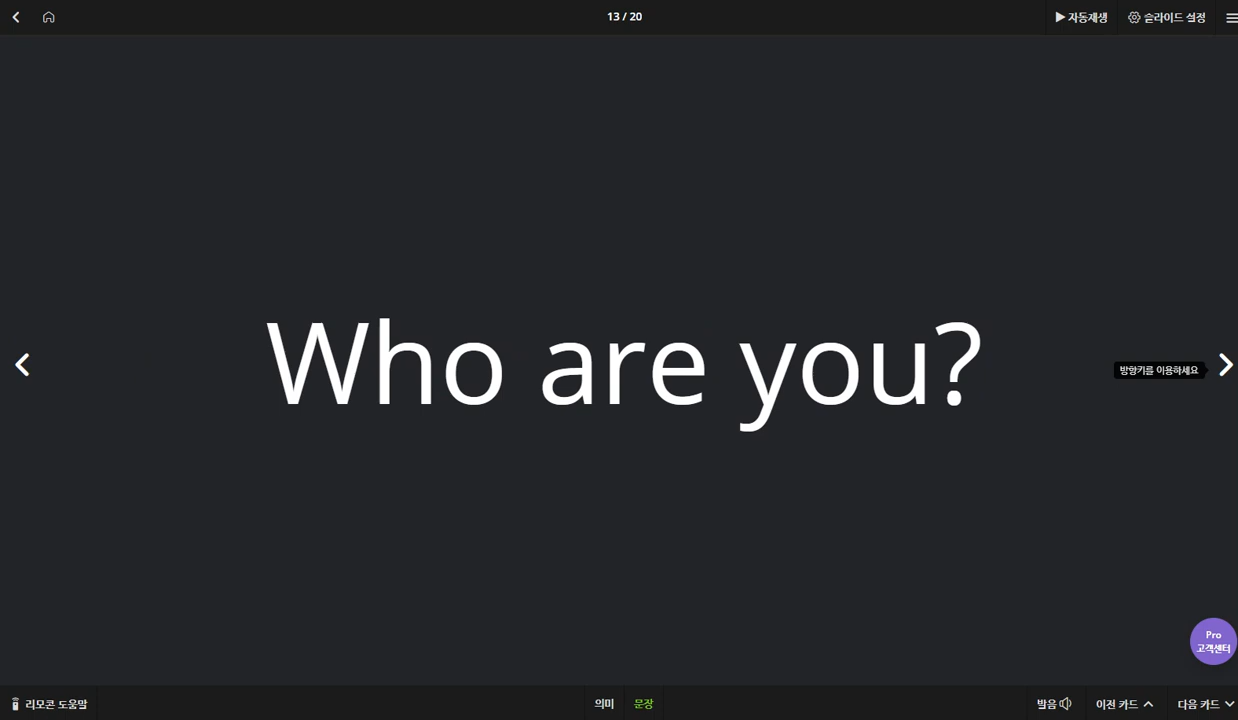 13 / 20
자동재생
슬라이드 설정
Who are you?
방향키를 이용하세요
Pro
고객센터
리모콘 도움말
의미
문장
발음
이전 카드
다음 카드